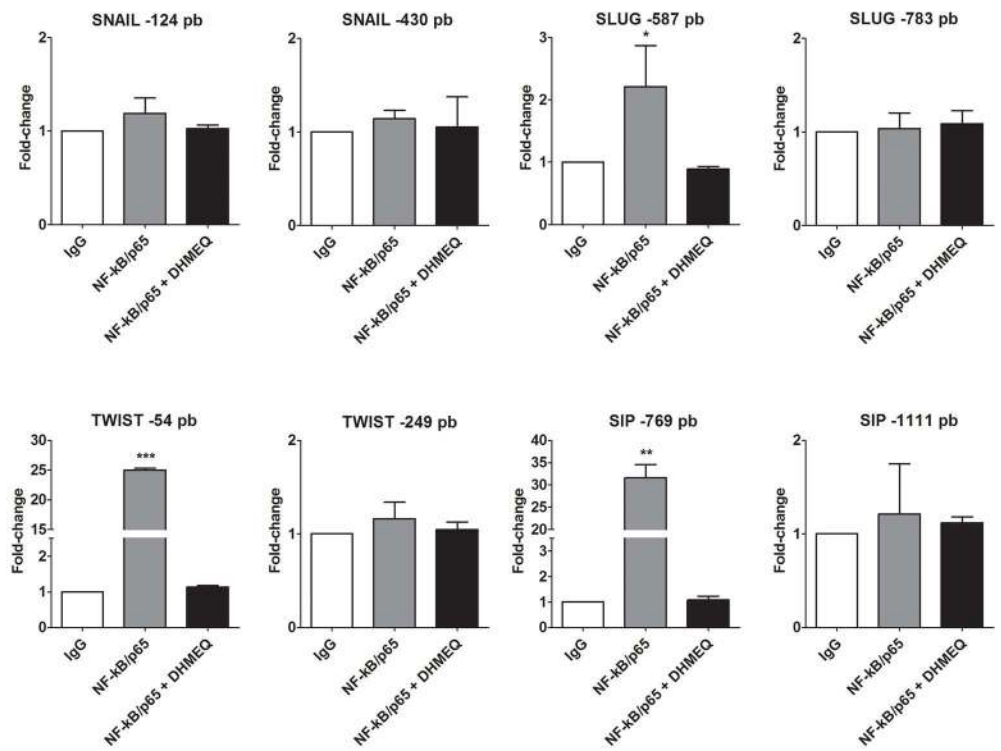 SNAIL -124 pb
Fold-change
2
1
0
IgG
NF-kB/p65
NF-kB/p65 + DHMEQ
SNAIL -430 pb
Fold-change
2
1
0
IgG
NF-kB/p65
NF-kB/p65 + DHMEQ
SLUG -587 pb
Fold-change
3
2
1
0
*
IgG
NF-kB/p65
NF-kB/p65 + DHMEQ
SLUG -783 pb
Fold-change
2
1
0
IgG
NF-kB/p65
NF-kB/p65 + DHMEQ
TWIST -54 pb
Fold-change
30
25
20
15
2
1
0
***
IgG
NF-kB/p65
NF-kB/p65 + DHMEQ
TWIST -249 pb
Fold-change
2
1
0
IgG
NF-kB/p65
NF-kB/p65 + DHMEQ
SIP -769 pb
Fold-change
40
35
30
25
20
3
2
1
0
**
IgG
NF-kB/p65
NF-kB/p65 + DHMEQ
SIP -1111 pb
Fold-change
2
1
0
IgG
NF-kB/p65
NF-kB/p65 + DHMEQ